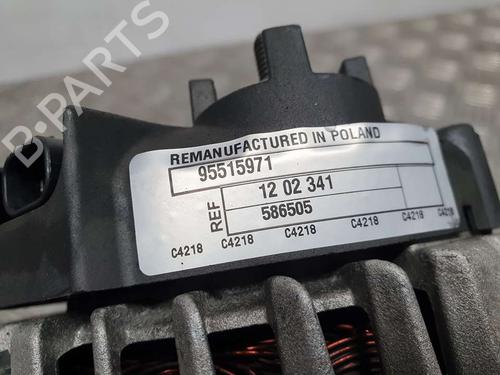 B-PARTS
REMANUFACTURED IN POLAND
95515971
REF
12 02 341
586505
C4218 C4218 C4218 C4218 C4218 C4218